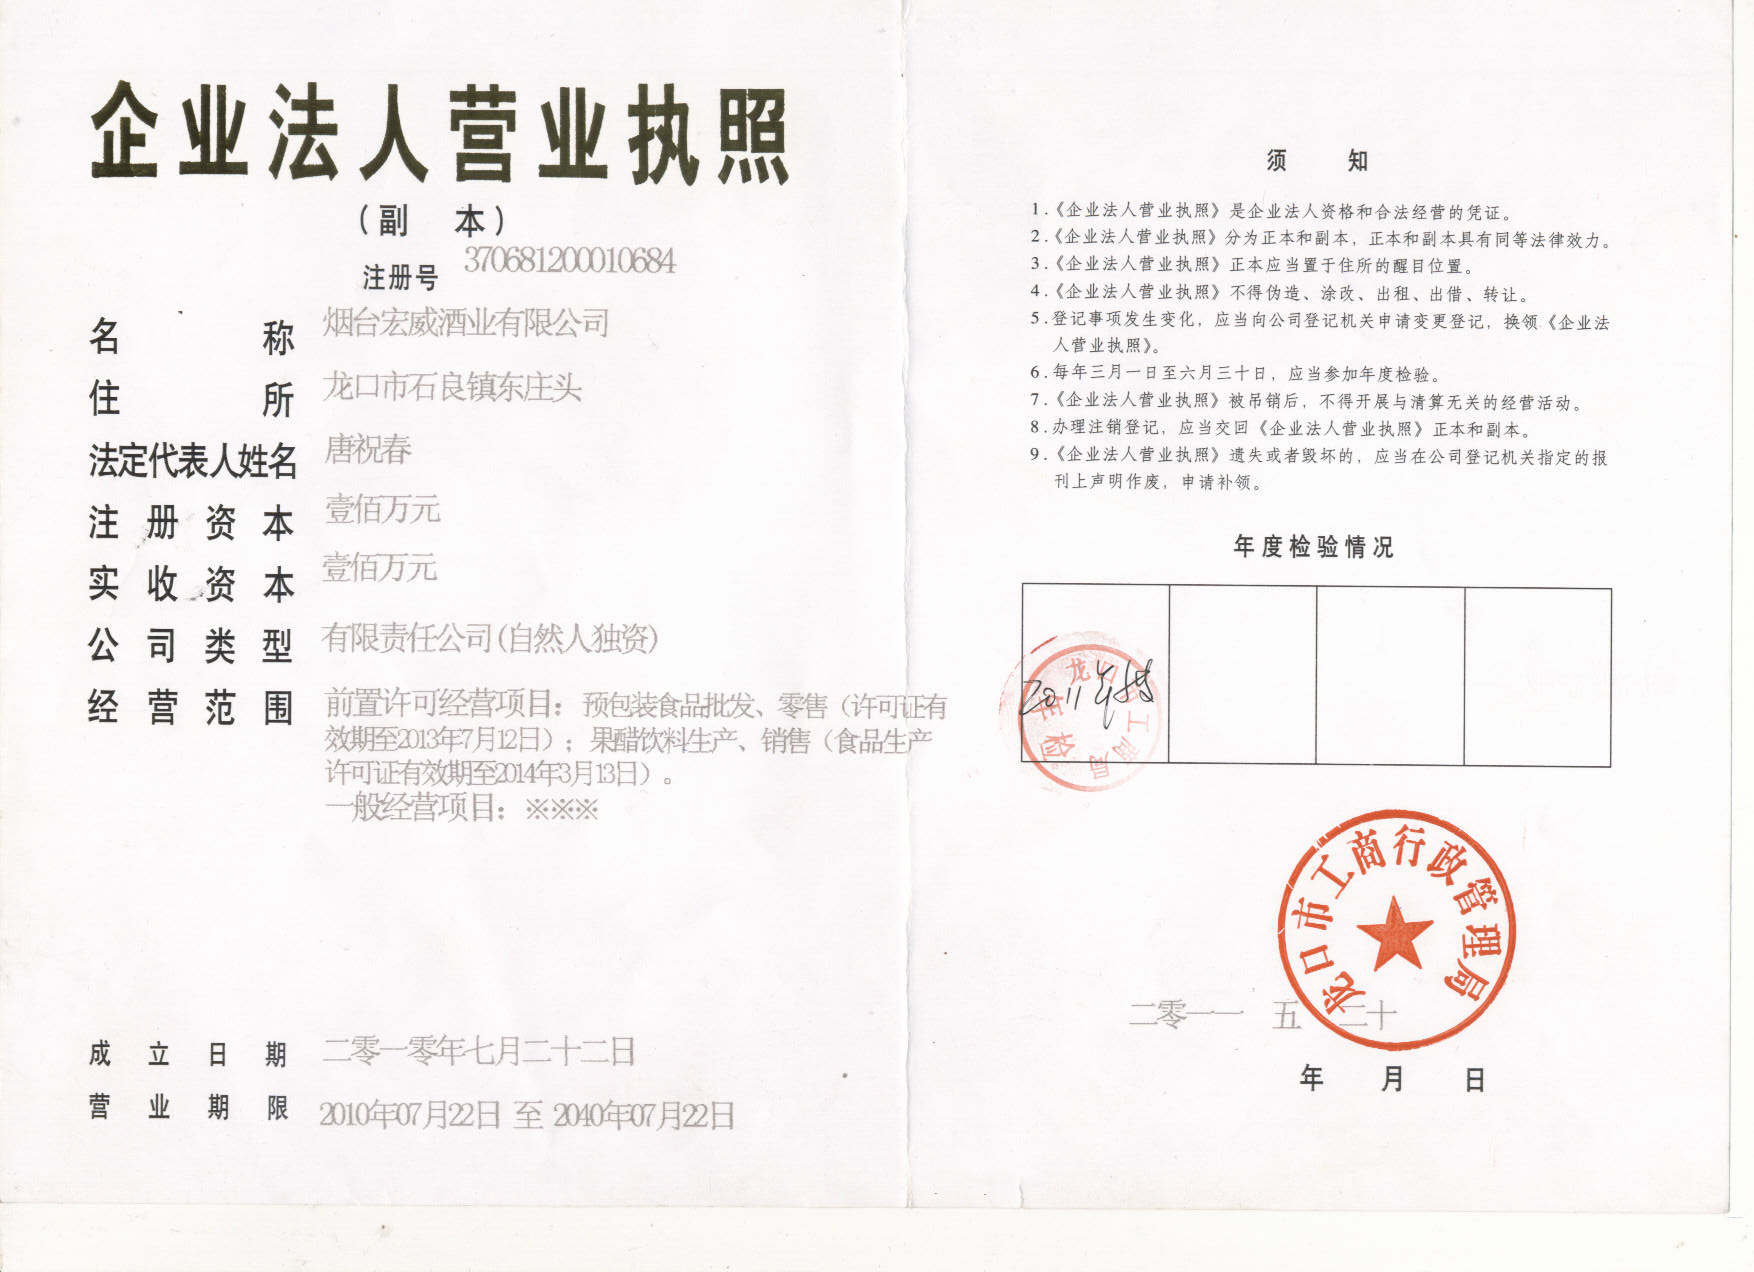 企业法人营业执照
（副 本）
注册号 370681200010684
名 称 烟台宏威酒业有限公司
住 所 龙口市石良镇东庄头
法定代表人姓名 唐祝春
注 册 资 本 壹佰万元
实 收 资 本 壹佰万元
公 司 类 型 有限责任公司(自然人独资)
经 营 范 围 前置许可经营项目：预包装食品批发、零售（许可证有
效期至2013年7月12日）；果醋饮料生产、销售（食品生产
许可证有效期至2014年3月13日）。
一般经营项目：※※※
成 立 日 期 二零一零年七月二十二日
营 业 期 限 2010年07月22日 至 2040年07月22日
须 知
1.《企业法人营业执照》是企业法人资格和合法经营的凭证。
2.《企业法人营业执照》分为正本和副本，正本和副本具有同等法律效力。
3.《企业法人营业执照》正本应当置于住所的醒目位置。
4.《企业法人营业执照》不得伪造、涂改、出租、出借、转让。
5.登记事项发生变化，应当向公司登记机关申请变更登记，换领《企业法
人营业执照》。
6.每年三月一日至六月三十日，应当参加年度检验。
7.《企业法人营业执照》被吊销后，不得开展与清算无关的经营活动。
8.办理注销登记，应当交回《企业法人营业执照》正本和副本。
9.《企业法人营业执照》遗失或者毁坏的，应当在公司登记机关指定的报
刊上声明作废，申请补领。
年度检验情况
龙口市工商局
年检
2011
龙口市工商行政管理局
二零一一 五 二十
年 月 日